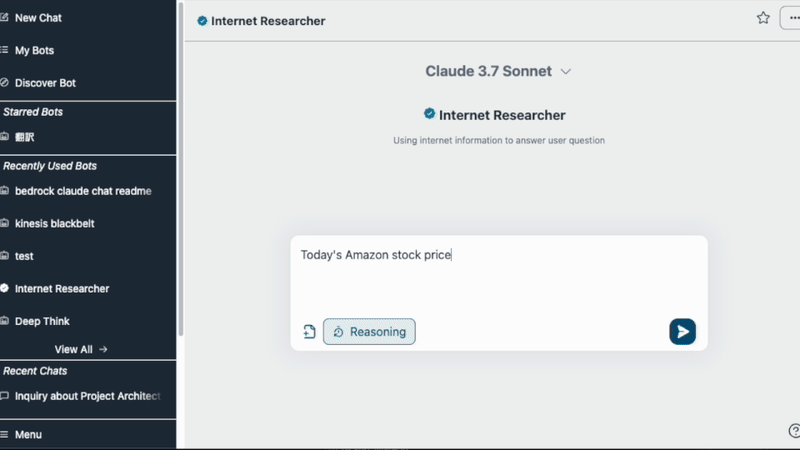 New Chat
My Bots
Discover Bot
Starred Bots
翻訳
Recently Used Bots
bedrock claude chat readme
kinesis blackbelt
test
Internet Researcher
Deep Think
View All
Recent Chats
Inquiry about Project Architect
Menu
Internet Researcher
Claude 3.7 Sonnet
Internet Researcher
Using internet information to answer user question
Today's Amazon stock price
Reasoning